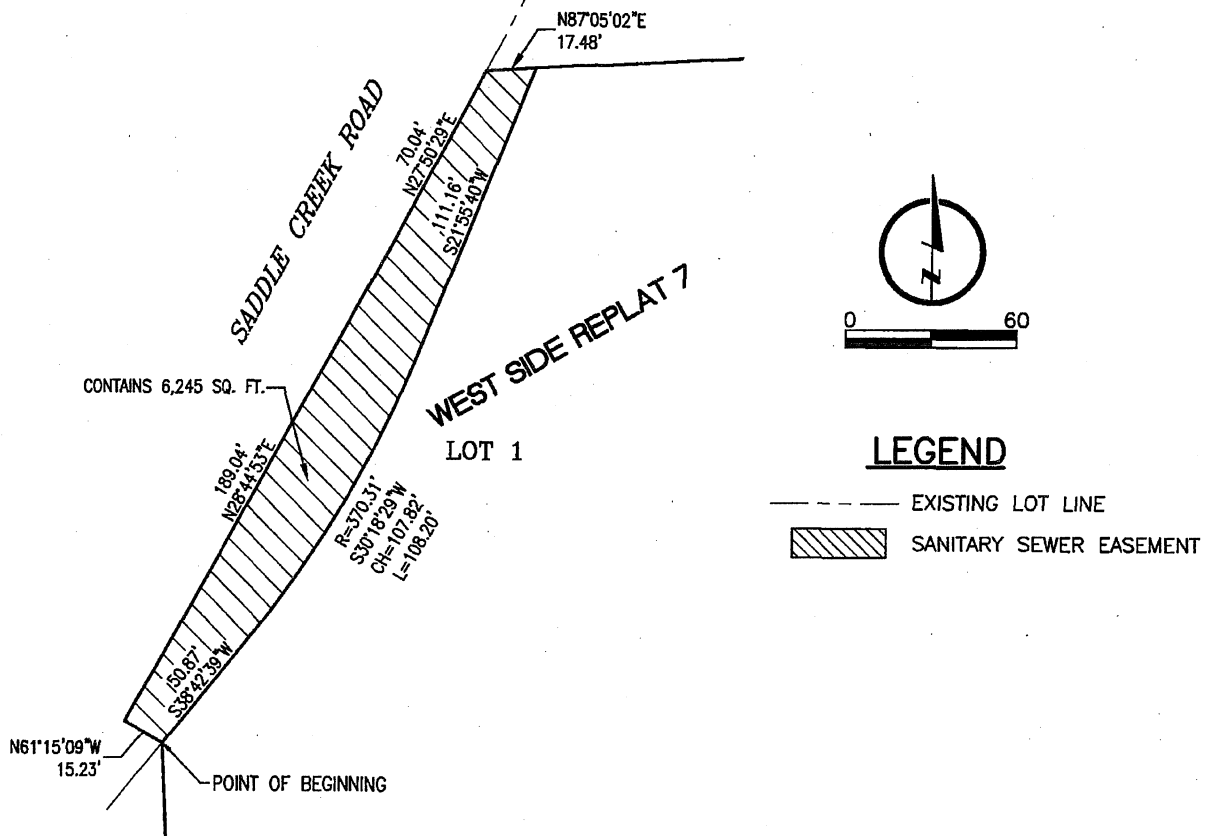 N87°05'02"E
17.48'
SADDLE CREEK ROAD
70.04'
N27°50'29"E
111.16'
S21°55'40"W
WEST SIDE REPLAT 7
LOT 1
CONTAINS 6,245 SQ. FT.
189.04'
N28°44'53"E
R=370.31'
S30°18'29"W
CH=107.82'
L=108.20'
50.87'
S38°42'39"W
N61°15'09"W
15.23'
POINT OF BEGINNING
N
0 60
LEGEND
EXISTING LOT LINE
SANITARY SEWER EASEMENT